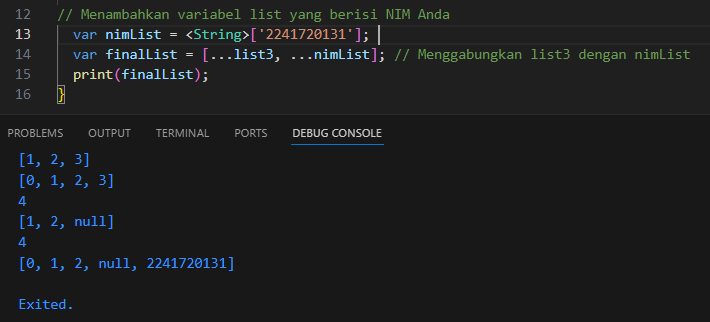 12 // Menambahkan variabel list yang berisi NIM Anda
13 var nimList = <String>['2241720131'];
14 var finalList = [...list3, ...nimList]; // Menggabungkan list3 dengan nimList
15 print(finalList);
16 }
PROBLEMS OUTPUT TERMINAL PORTS DEBUG CONSOLE
[1, 2, 3]
[0, 1, 2, 3]
4
[1, 2, null]
4
[0, 1, 2, null, 2241720131]
Exited.